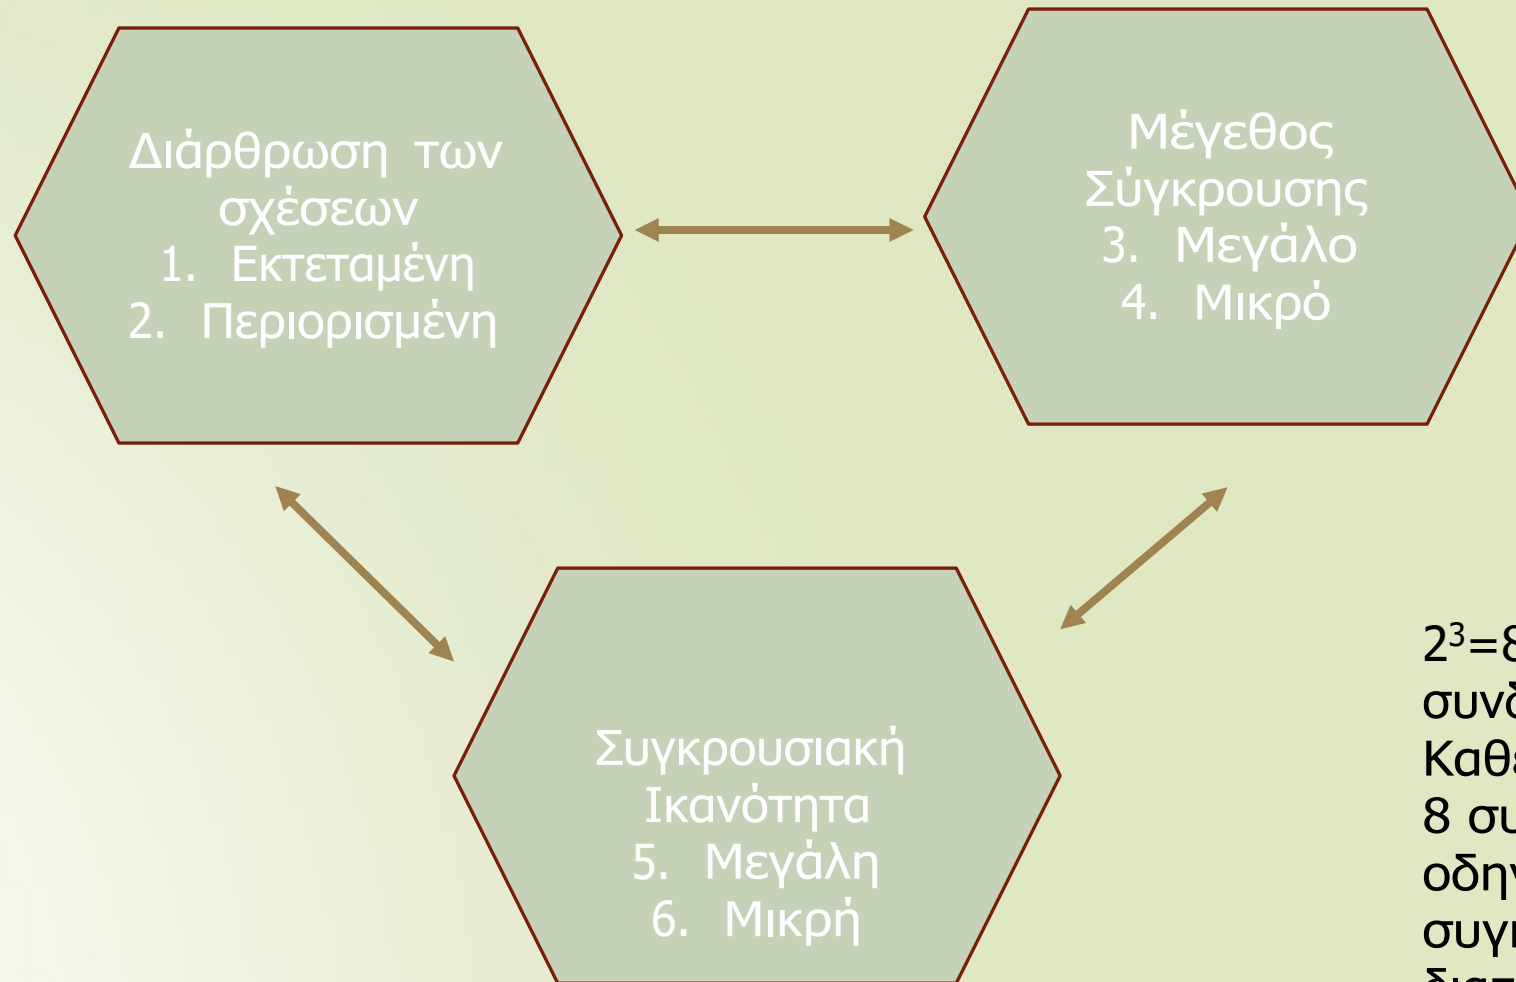 Διάρθρωση των
σχέσεων
1. Εκτεταμένη
2. Περιορισμένη
Μέγεθος
Σύγκρουσης
3. Μεγάλο
4. Μικρό
Συγκρουσιακή
Ικανότητα
5. Μεγάλη
6. Μικρή
2³=8
8